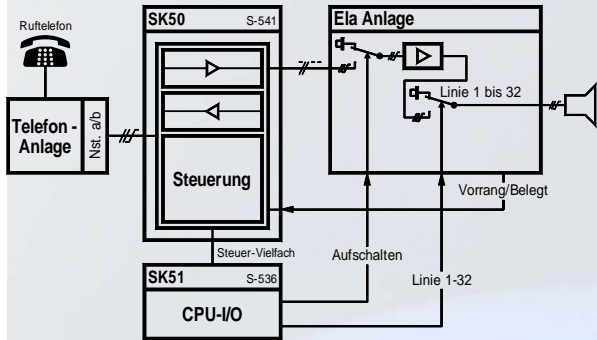 Ruftelefon
Telefon -
Anlage
Nst. a/b
SK50 S-541
Steuerung
Ela Anlage
Linie 1 bis 32
Vorrang/Belegt
Steuer-Vielfach
Aufschalten
Linie 1-32
SK51 S-536
CPU-I/O